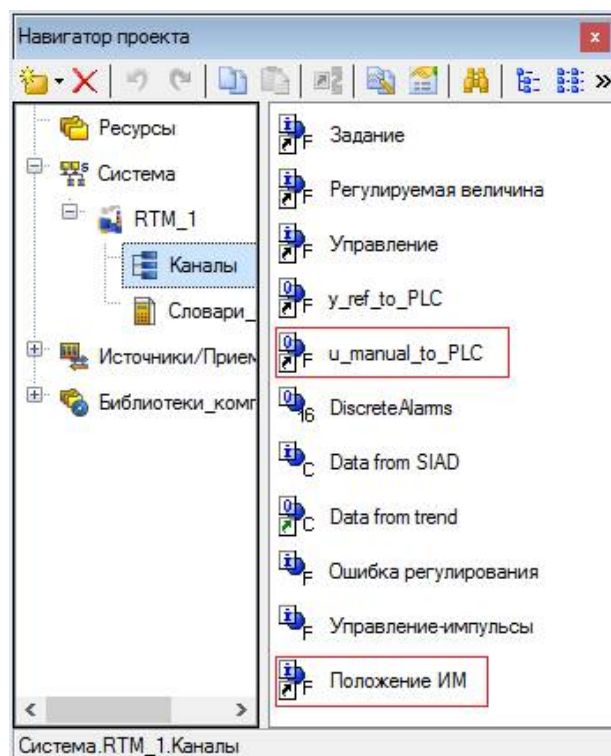 Навигатор проекта
Ресурсы
Система
RTM_1
Каналы
Словари_
Источники/Прием
Библиотеки_комп
Задание
Регулируемая величина
Управление
y_ref_to_PLC
u_manual_to_PLC
DiscreteAlarms
Data from SIAD
Data from trend
Ошибка регулирования
Управление-импульсы
Положение ИМ
Система.RTM_1.Каналы